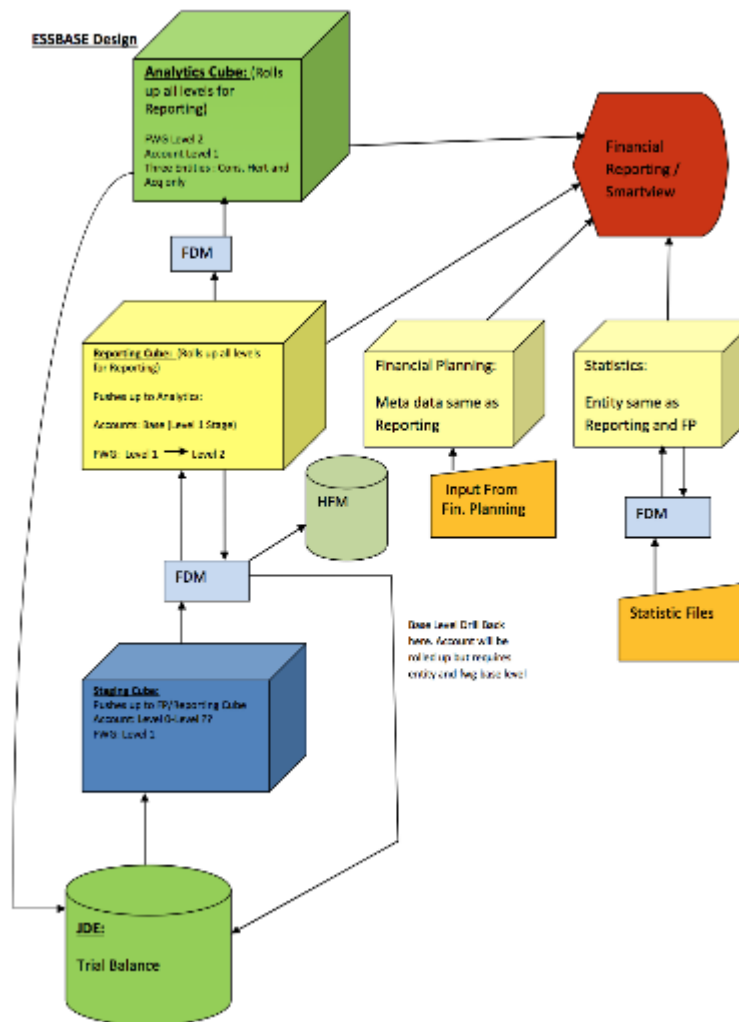 ESSBASE Design
Analytics Cube: (Rolls
up all levels for
Reporting)
PWG Level 2
Account Level 1
Three Entities : Cons, Hert and
Acq only
Financial
Reporting /
Smartview
FDM
Reporting Cube: (Rolls up all levels
for Reporting)
Pushes up to Analytics:
Accounts: Base (Level 1 Stage)
FWG: Level 1 Level 2
Financial Planning:
Meta data same as
Reporting
Statistics:
Entity same as
Reporting and FP
HFM
Input From
Fin. Planning
FDM
FDM
Statistic Files
Base Level Drill Back
here. Account will be
rolled up but requires
entity and fwg base level
Staging Cube:
Pushes up to FP/Reporting Cube
Account: Level 0-Level ??
FWG: Level 1
JDE:
Trial Balance